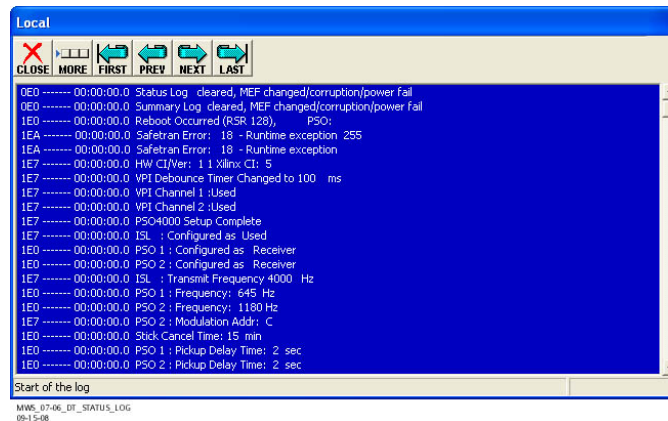 Local
CLOSE MORE FIRST PREV NEXT LAST
0E0 ------- 00:00:00.0 Status Log cleared, MEF changed/corruption/power fail
0E0 ------- 00:00:00.0 Summary Log cleared, MEF changed/corruption/power fail
1E0 ------- 00:00:00.0 Reboot Occurred (RSR 128), PSO:
1EA ------- 00:00:00.0 Safetran Error: 18 - Runtime exception 255
1EA ------- 00:00:00.0 Safetran Error: 18 - Runtime exception
1E7 ------- 00:00:00.0 HW CI/Ver: 1 1 Xilinx CI: 5
1E7 ------- 00:00:00.0 VPI Debounce Timer Changed to 100 ms
1E7 ------- 00:00:00.0 VPI Channel 1 :Used
1E7 ------- 00:00:00.0 VPI Channel 2 :Used
1E7 ------- 00:00:00.0 PSO4000 Setup Complete
1E7 ------- 00:00:00.0 ISL : Configured as Used
1E0 ------- 00:00:00.0 PSO 1 : Configured as Receiver
1E0 ------- 00:00:00.0 PSO 2 : Configured as Receiver
1E7 ------- 00:00:00.0 ISL : Transmit Frequency 4000 Hz
1E0 ------- 00:00:00.0 PSO 1 : Frequency: 645 Hz
1E0 ------- 00:00:00.0 PSO 2 : Frequency: 1180 Hz
1E7 ------- 00:00:00.0 PSO 2 : Modulation Addr: C
1E0 ------- 00:00:00.0 Stick Cancel Time: 15 min
1E0 ------- 00:00:00.0 PSO 1 : Pickup Delay Time: 2 sec
1E0 ------- 00:00:00.0 PSO 2 : Pickup Delay Time: 2 sec
Start of the log
MWS_07-06_DT_STATUS_LOG
09-15-08